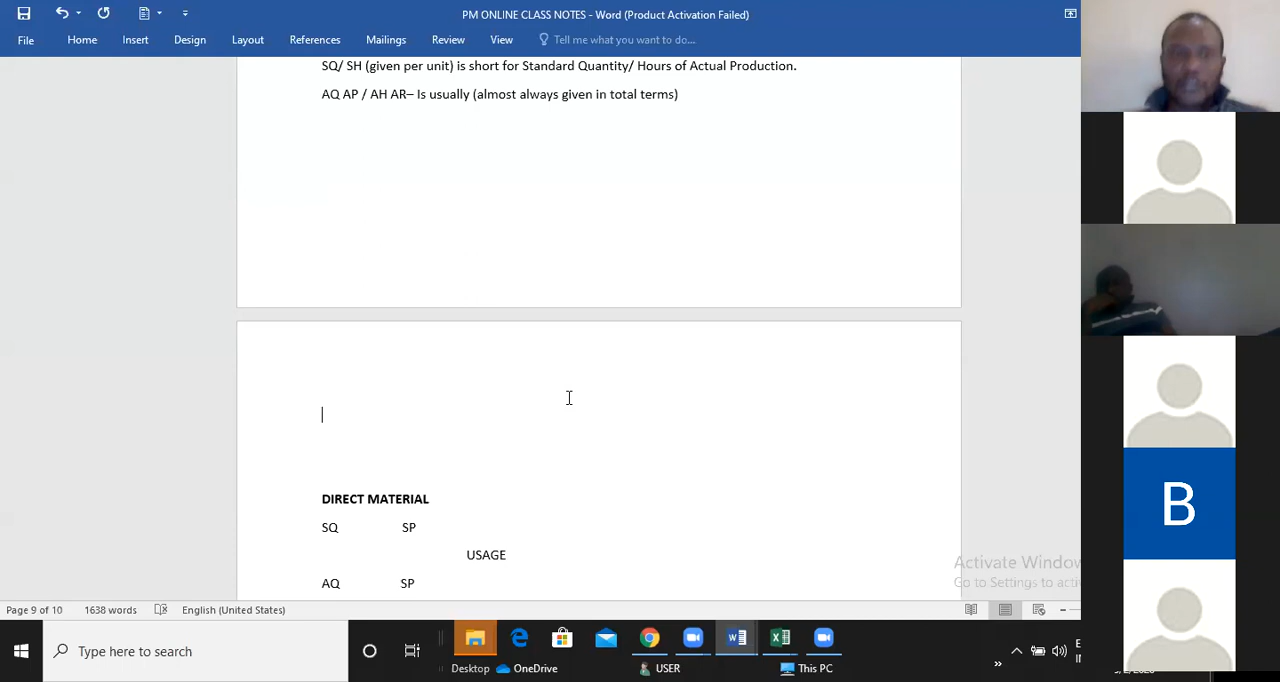 PM ONLINE CLASS NOTES - Word (Product Activation Failed)
File Home Insert Design Layout References Mailings Review View Tell me what you want to do...
SQ/ SH (given per unit) is short for Standard Quantity/ Hours of Actual Production.
AQ AP / AH AR– Is usually (almost always given in total terms)
DIRECT MATERIAL
SQ SP
USAGE
AQ SP
B
Activate Window
Go to Settings to activ
Page 9 of 10 1638 words English (United States)
Type here to search
Desktop OneDrive USER This PC